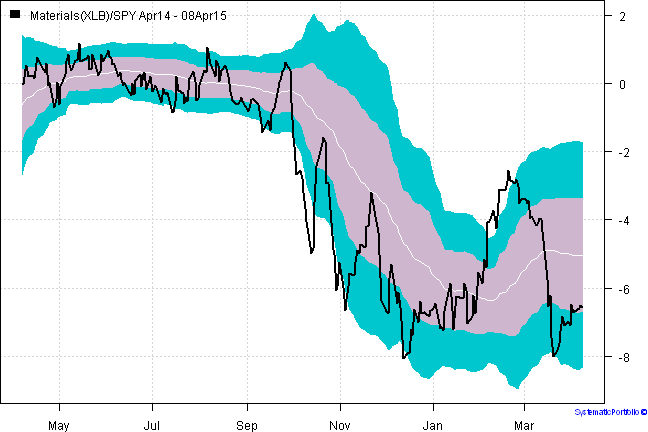 Materials(XLB)/SPY Apr14 - 08Apr15
2
0
-2
-4
-6
-8
May Jul Sep Nov Jan Mar
SystematicPortfolio ©